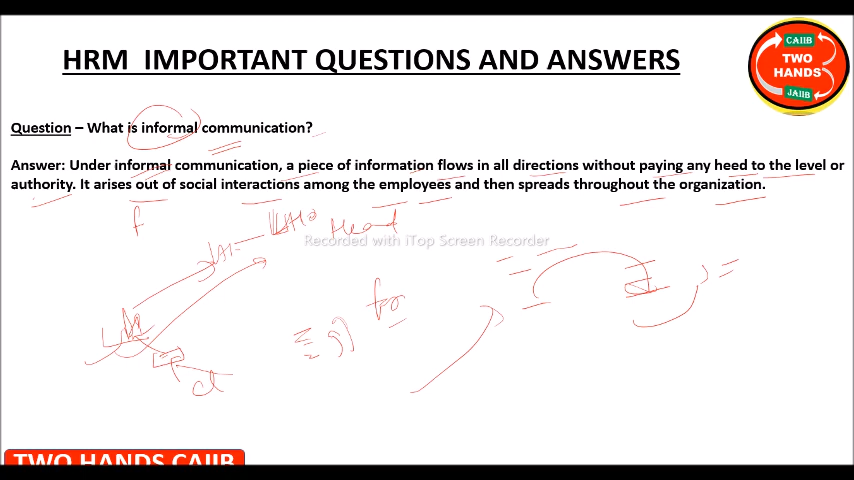 HRM IMPORTANT QUESTIONS AND ANSWERS
CAIIB
TWO
HANDS
JAIIB
Question – What is informal communication?
Answer: Under informal communication, a piece of information flows in all directions without paying any heed to the level or
authority. It arises out of social interactions among the employees and then spreads throughout the organization.
Head
Recorded with iTop Screen Recorder
TWO HANDS CAIIB